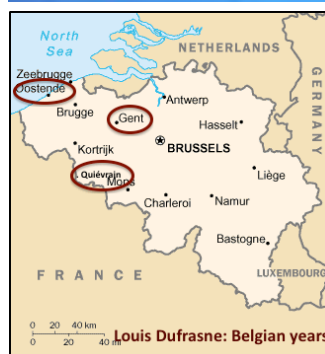 North
Sea
NETHERLANDS
Zeebrugge
Oostende
Brugge
Gent
Antwerp
GERMANY
Hasselt
Kortrijk
BRUSSELS
Quiévrain
Mons
Liège
Charleroi
Namur
Bastogne
FRANCE
LUXEMBOURG
0 20 40 km
0 20 40 mi
Louis Dufrasne: Belgian years